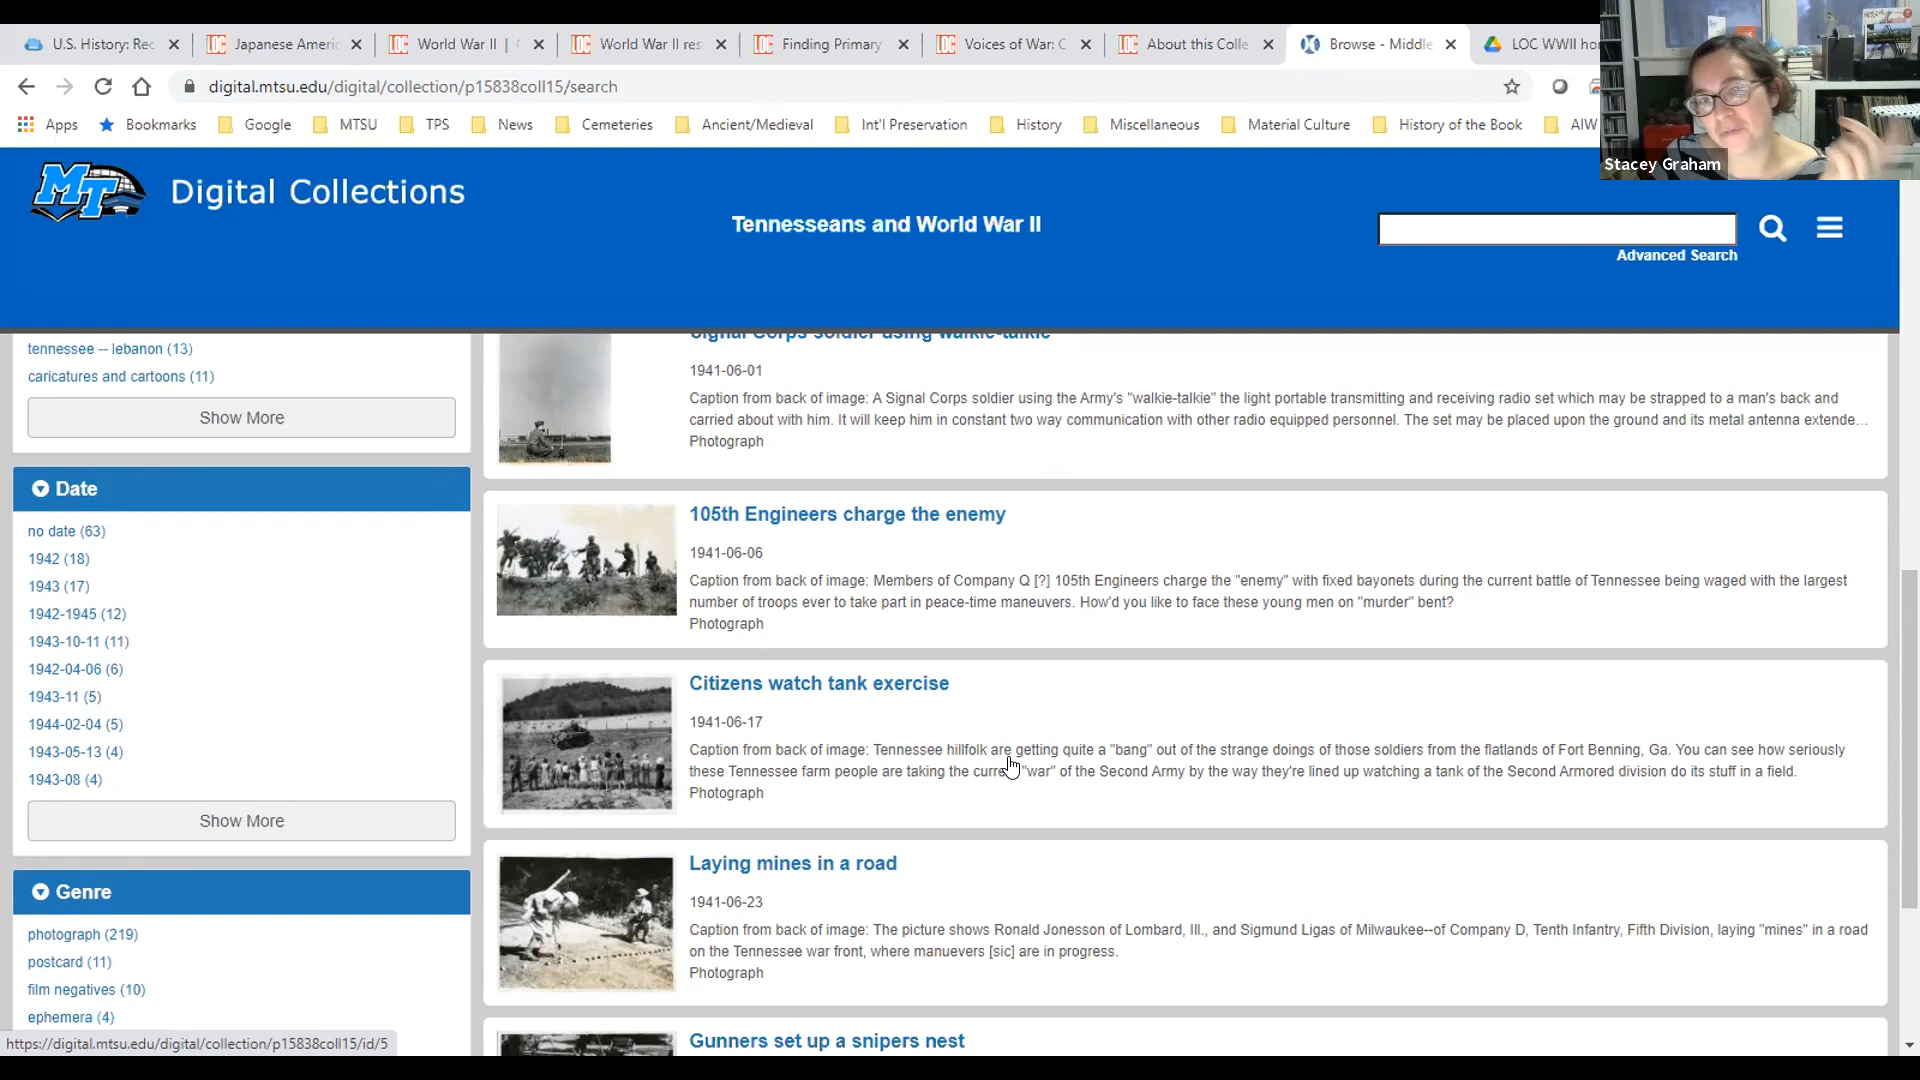 U.S. History: Rec
Japanese Americ
World War II |
World War II res
Finding Primary
Voices of War: C
About this Colle
Browse - Middle
LOC WWII ho
digital.mtsu.edu/digital/collection/p15838coll15/search
Apps
Bookmarks
Google
MTSU
TPS
News
Cemeteries
Ancient/Medieval
Int'l Preservation
History
Miscellaneous
Material Culture
History of the Book
AIW
Stacey Graham
MT
Digital Collections
Tennesseans and World War II
Advanced Search
tennessee -- lebanon (13)
caricatures and cartoons (11)
Show More
Date
no date (63)
1942 (18)
1943 (17)
1942-1945 (12)
1943-10-11 (11)
1942-04-06 (6)
1943-11 (5)
1944-02-04 (5)
1943-05-13 (4)
1943-08 (4)
Show More
Genre
photograph (219)
postcard (11)
film negatives (10)
ephemera (4)
https://digital.mtsu.edu/digital/collection/p15838coll15/id/5
Signal Corps soldier using walkie-talkie
1941-06-01
Caption from back of image: A Signal Corps soldier using the Army's "walkie-talkie" the light portable transmitting and receiving radio set which may be strapped to a man's back and
carried about with him. It will keep him in constant two way communication with other radio equipped personnel. The set may be placed upon the ground and its metal antenna extende...
Photograph
105th Engineers charge the enemy
1941-06-06
Caption from back of image: Members of Company Q [?] 105th Engineers charge the "enemy" with fixed bayonets during the current battle of Tennessee being waged with the largest
number of troops ever to take part in peace-time maneuvers. How'd you like to face these young men on "murder" bent?
Photograph
Citizens watch tank exercise
1941-06-17
Caption from back of image: Tennessee hillfolk are getting quite a "bang" out of the strange doings of those soldiers from the flatlands of Fort Benning, Ga. You can see how seriously
these Tennessee farm people are taking the curre "war" of the Second Army by the way they're lined up watching a tank of the Second Armored division do its stuff in a field.
Photograph
Laying mines in a road
1941-06-23
Caption from back of image: The picture shows Ronald Jonesson of Lombard, Ill., and Sigmund Ligas of Milwaukee--of Company D, Tenth Infantry, Fifth Division, laying "mines" in a road
on the Tennessee war front, where manuevers [sic] are in progress.
Photograph
Gunners set up a snipers nest